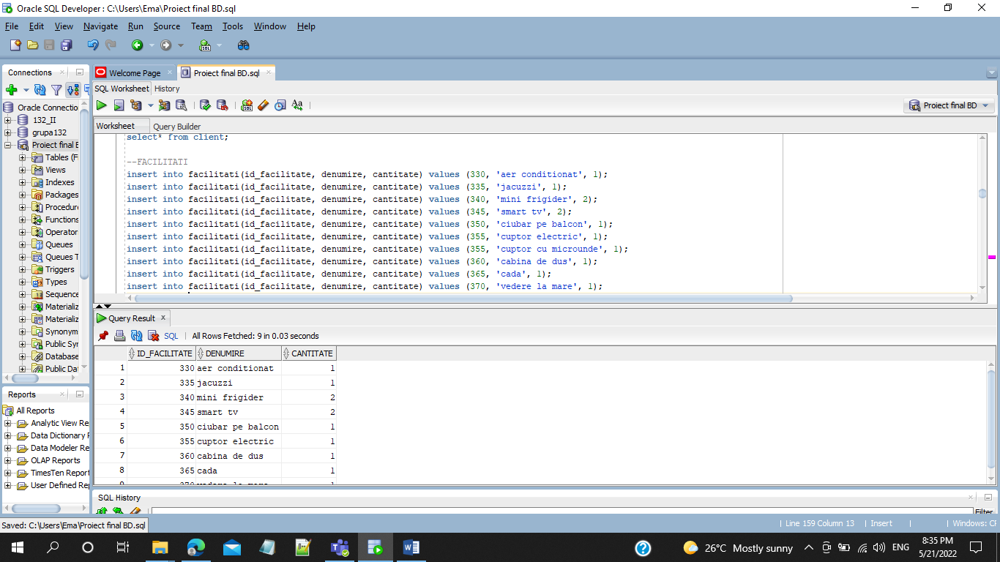 Oracle SQL Developer : C:\Users\Ema\Proiect final BD.sql
File Edit View Navigate Run Source Team Tools Window Help
Connections
Welcome Page
Proiect final BD.sql
SQL Worksheet History
Proiect final BD
Worksheet Query Builder
Oracle Connectio
132_II
grupa132
Proiect final B
Tables (F
Views
Indexes
Packages
Procedur
Functions
Operator
Queues
Queues T
Triggers
Types
Sequence
Materializ
Materializ
Synonym
Public Syr
Database
Public Dat
select* from client;
--FACILITATI
insert into facilitati(id_facilitate, denumire, cantitate) values (330, 'aer conditionat', 1);
insert into facilitati(id_facilitate, denumire, cantitate) values (335, 'jacuzzi', 1);
insert into facilitati(id_facilitate, denumire, cantitate) values (340, 'mini frigider', 2);
insert into facilitati(id_facilitate, denumire, cantitate) values (345, 'smart tv', 2);
insert into facilitati(id_facilitate, denumire, cantitate) values (350, 'ciubar pe balcon', 1);
insert into facilitati(id_facilitate, denumire, cantitate) values (355, 'cuptor electric', 1);
insert into facilitati(id_facilitate, denumire, cantitate) values (355, 'cuptor cu microunde', 1);
insert into facilitati(id_facilitate, denumire, cantitate) values (360, 'cabina de dus', 1);
insert into facilitati(id_facilitate, denumire, cantitate) values (365, 'cada', 1);
insert into facilitati(id_facilitate, denumire, cantitate) values (370, 'vedere la mare', 1);
Query Result x
SQL | All Rows Fetched: 9 in 0.03 seconds
ID_FACILITATE DENUMIRE CANTITATE
1 330 aer conditionat 1
2 335 jacuzzi 1
3 340 mini frigider 2
4 345 smart tv 2
5 350 ciubar pe balcon 1
6 355 cuptor electric 1
7 360 cabina de dus 1
8 365 cada 1
9 370 vedere la mare 1
Reports
All Reports
Analytic View Re
Data Dictionary R
Data Modeler Re
OLAP Reports
TimesTen Report
User Defined Rep
SQL History
Filter
Saved: C:\Users\Ema\Proiect final BD.sql
Line 159 Column 13 | Insert | Windows: CF
26°C Mostly sunny
ENG
8:35 PM
5/21/2022